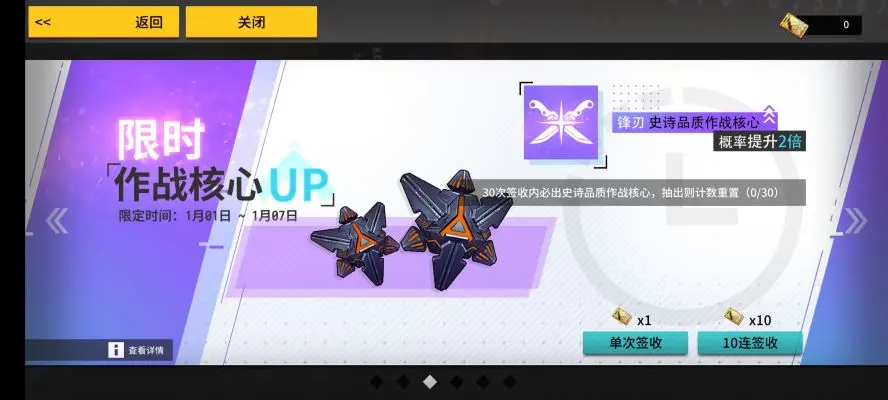 << 返回
关闭
0
限时
作战核心UP
限定时间：1月01日 ~ 1月07日
锋刃 史诗品质作战核心
概率提升2倍
30次签收内必出史诗品质作战核心，抽出则计数重置（0/30）
x1
x10
单次签收
10连签收
i 查看详情